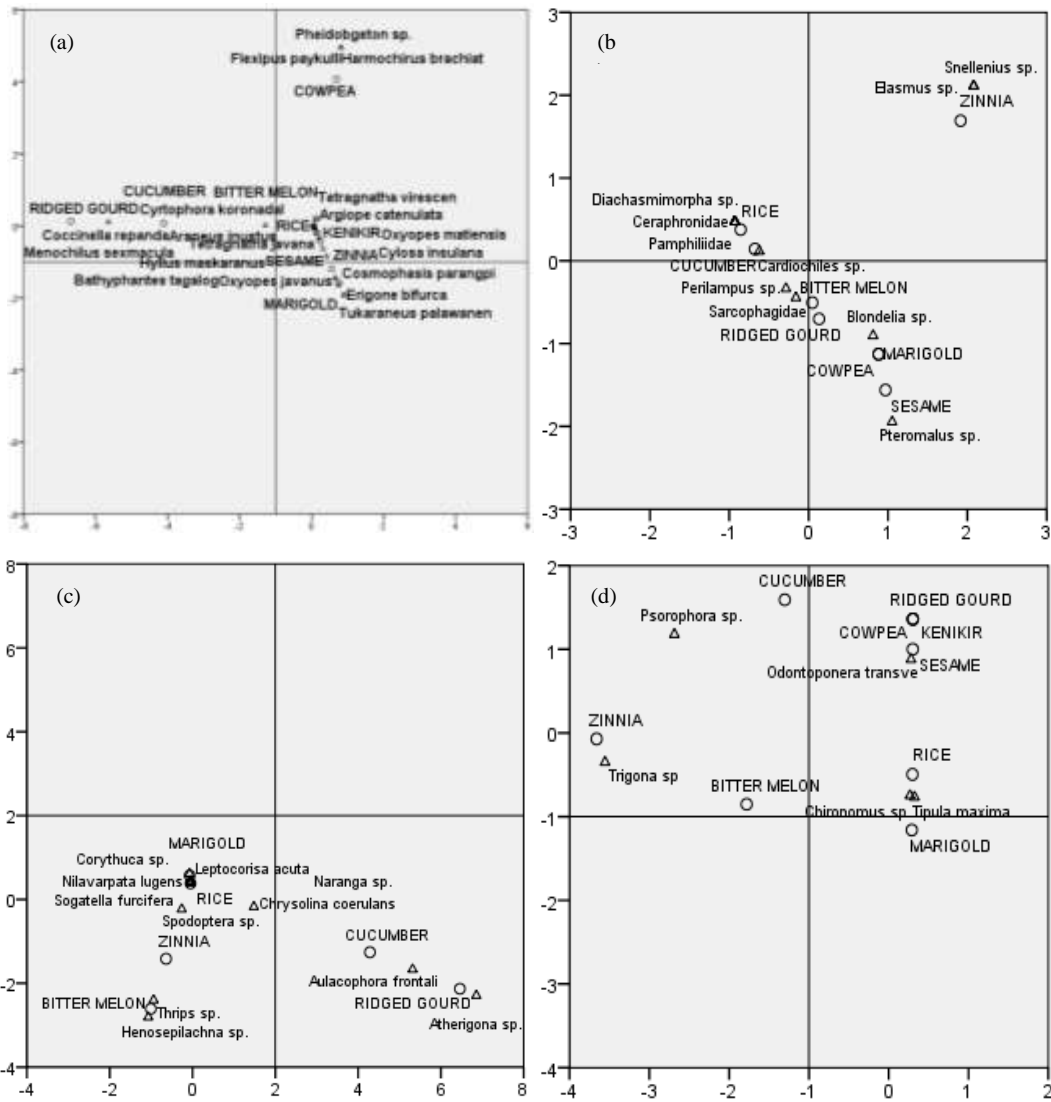 (a)
Pheidobgeton sp.
Flexipus paykulli Harmochirus brachiat
COWPEA
CUCUMBER BITTER MELON
Tetragnatha virescen
RIDGED GOURD Cyrtophora koronadal
Argiope catenulata
RICE
KENIKIR Oxyopes matiensis
Coccinella repanda Araneus inustus
Tetragnatha javana
Menochilus sexmacula
ZINNIA Cylosa insulana
Hyllus maskaranus SESAME
Cosmophasis parangpi
Bathyphantes tagalog Oxyopes javanus
Erigone bifurca
MARIGOLD
Tukaraneus palawanen
(b
3
2
1
0
-1
-2
-3
Snellenius sp.
Elasmus sp.
ZINNIA
Diachasmimorpha sp.
RICE
Ceraphronidae
Pamphiliidae
CUCUMBER Cardiochiles sp.
Perilampus sp. BITTER MELON
Sarcophagidae
Blondelia sp.
RIDGED GOURD
MARIGOLD
COWPEA
SESAME
Pteromalus sp.
-3 -2 -1 0 1 2 3
(c)
8
6
4
2
0
-2
-4
MARIGOLD
Corythuca sp.
Leptocorisa acuta
Nilavarpata lugens
Naranga sp.
Sogatella furcifera
RICE
Chrysolina coerulans
Spodoptera sp.
ZINNIA
CUCUMBER
Aulacophora frontali
BITTER MELON
RIDGED GOURD
Thrips sp.
Atherigona sp.
Henosepilachna sp.
-4 -2 0 2 4 6 8
(d)
2
1
0
-1
-2
-3
-4
CUCUMBER
RIDGED GOURD
Psorophora sp.
COWPEA KENIKIR
SESAME
Odontoponera transve
ZINNIA
RICE
Trigona sp
BITTER MELON
Chironomus sp. Tipula maxima
MARIGOLD
-4 -3 -2 -1 0 1 2